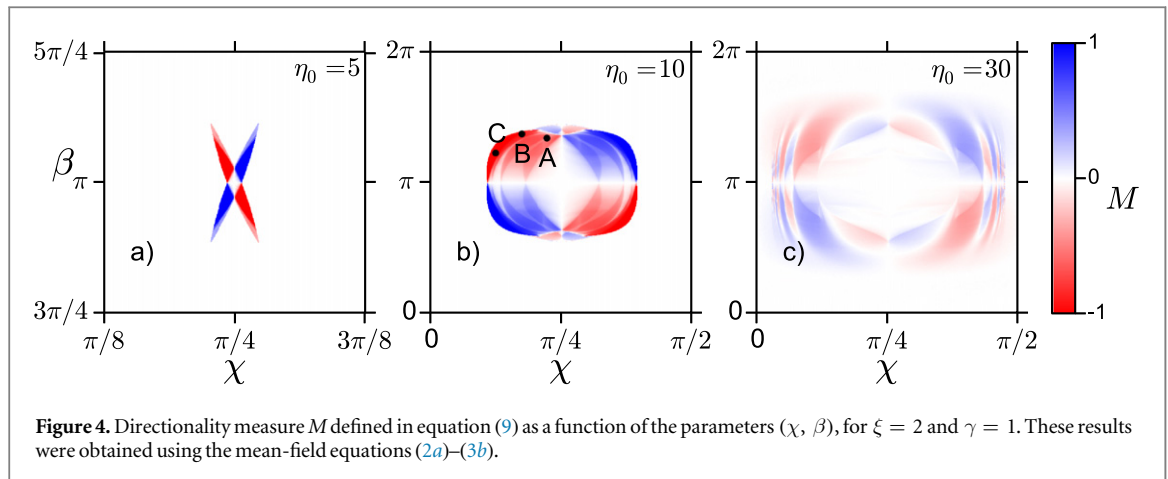 5π/4
η₀ = 5
β
π
a)
3π/4
π/8
π/4
3π/8
χ
2π
η₀ = 10
C
B
A
π
b)
0
0
π/4
π/2
χ
2π
η₀ = 30
π
c)
0
0
π/4
π/2
χ
1
0
M
-1
Figure 4. Directionality measure M defined in equation (9) as a function of the parameters (χ, β), for ξ = 2 and γ = 1. These results
were obtained using the mean-field equations (2a)–(3b).